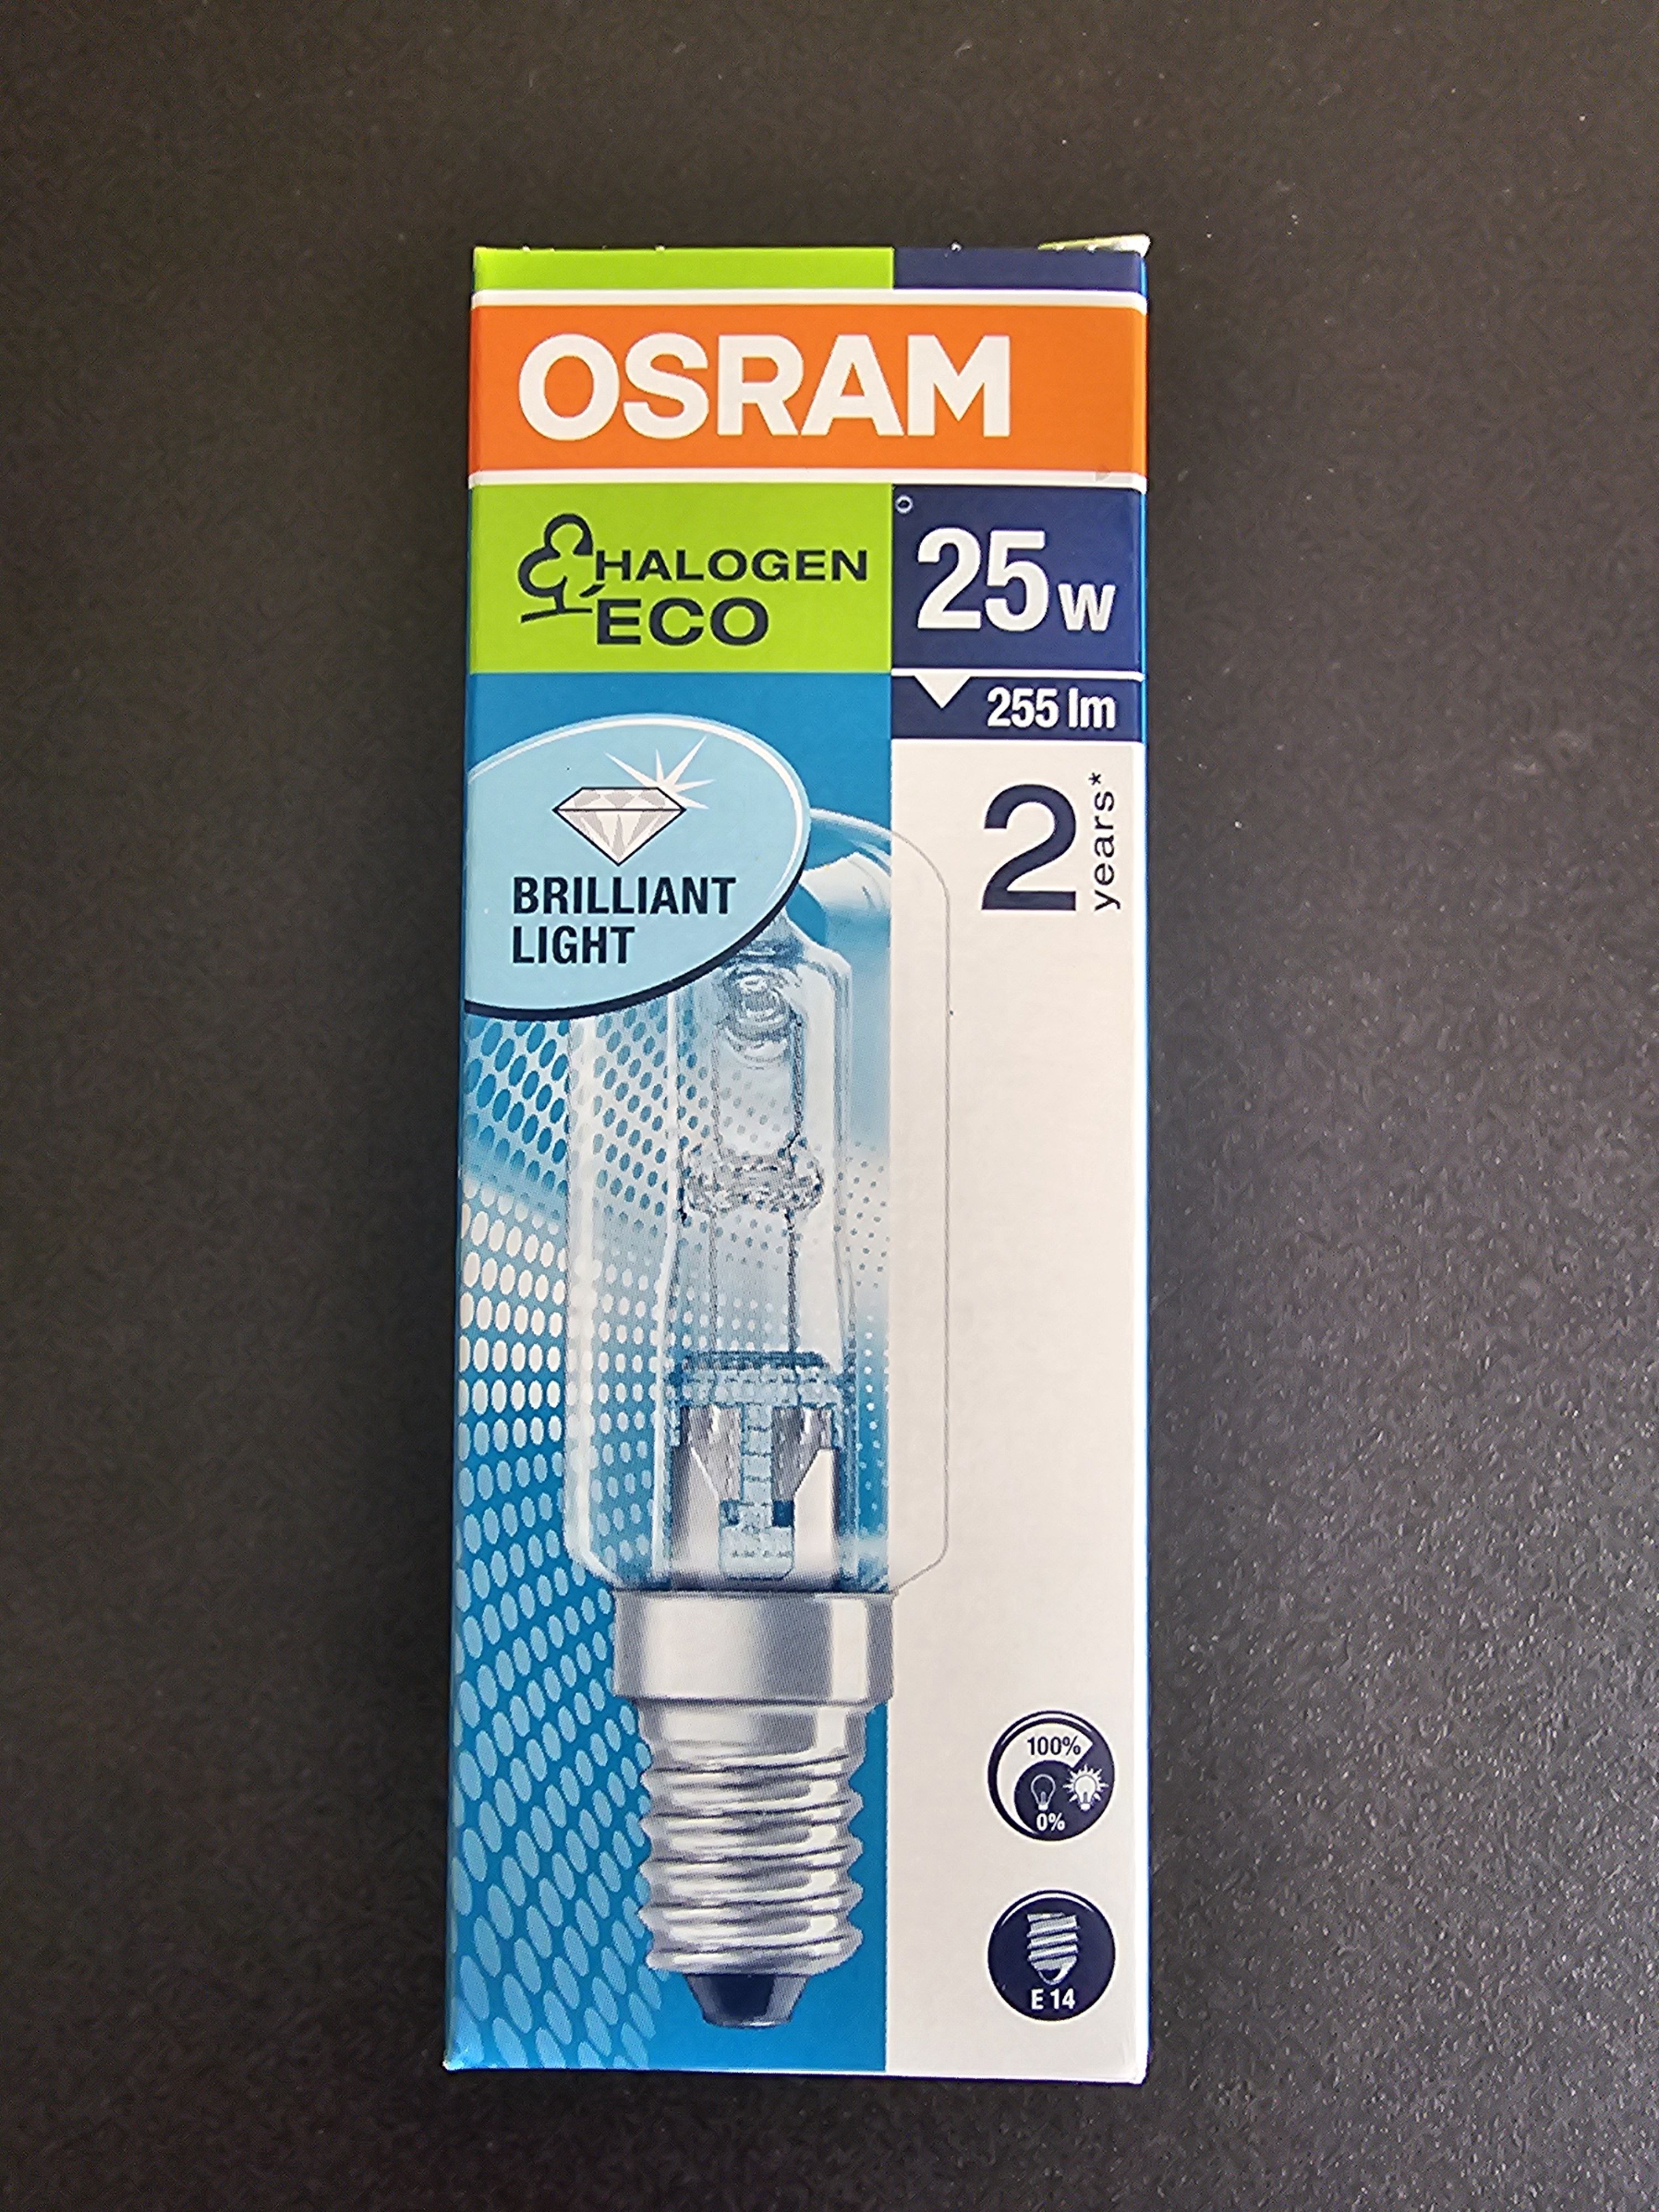 OSRAM
HALOGEN
ECO
25w
255 lm
2 years*
BRILLIANT
LIGHT
100%
0%
E 14